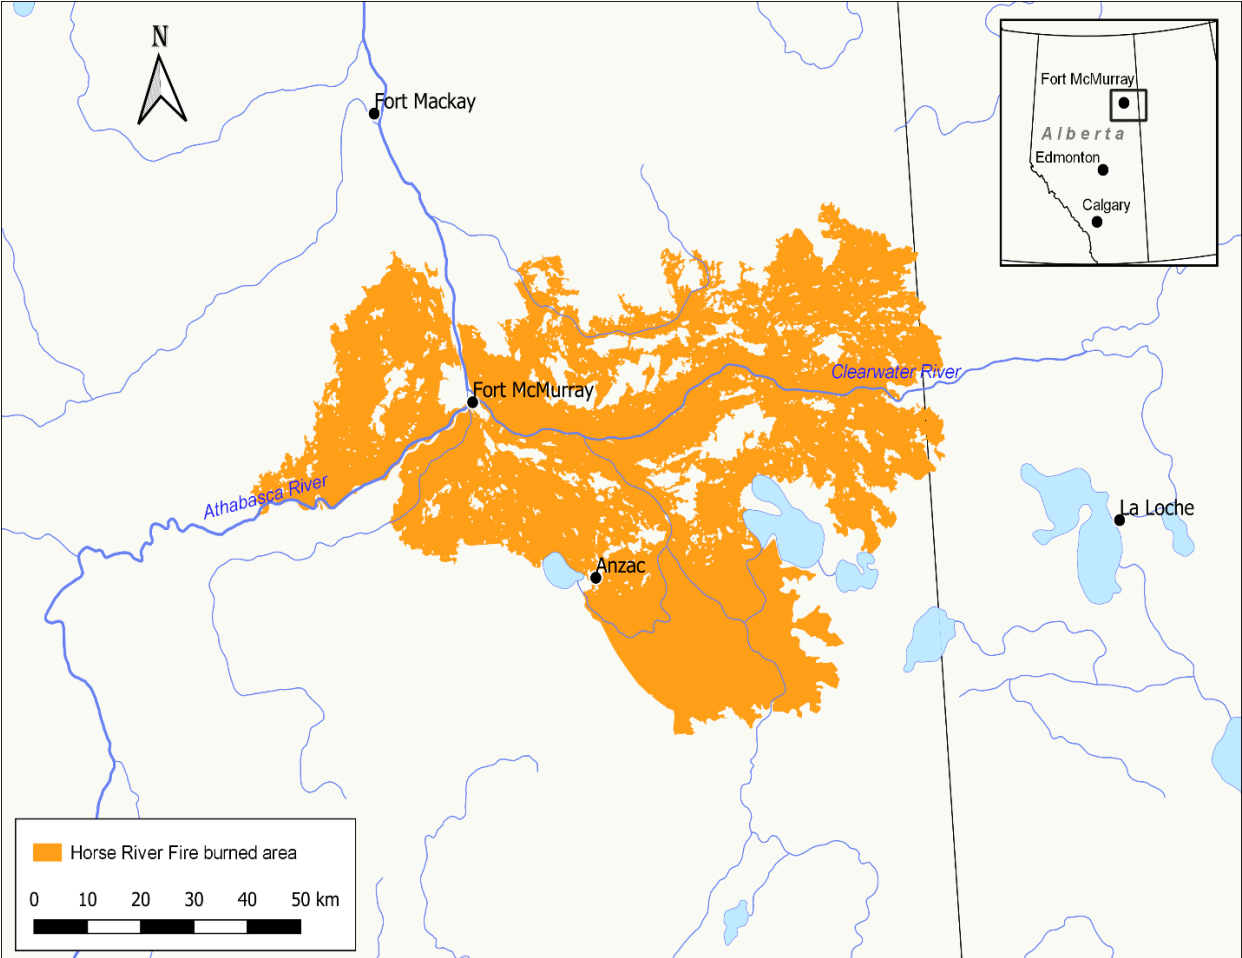 N
Fort Mackay
Fort McMurray
Alberta
Edmonton
Calgary
Clearwater River
Fort McMurray
Athabasca River
La Loche
Anzac
Horse River Fire burned area
0 10 20 30 40 50 km